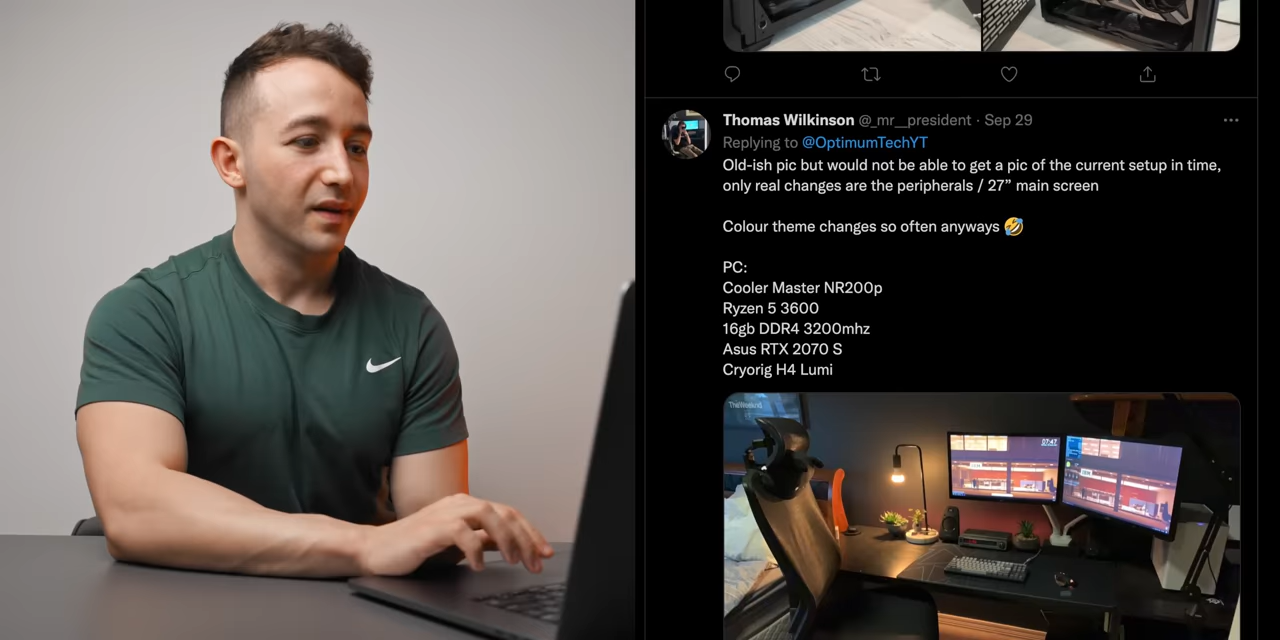 Thomas Wilkinson @_mr__president · Sep 29
Replying to @OptimumTechYT
Old-ish pic but would not be able to get a pic of the current setup in time,
only real changes are the peripherals / 27” main screen
Colour theme changes so often anyways 🤣
PC:
Cooler Master NR200p
Ryzen 5 3600
16gb DDR4 3200mhz
Asus RTX 2070 S
Cryorig H4 Lumi
07:47